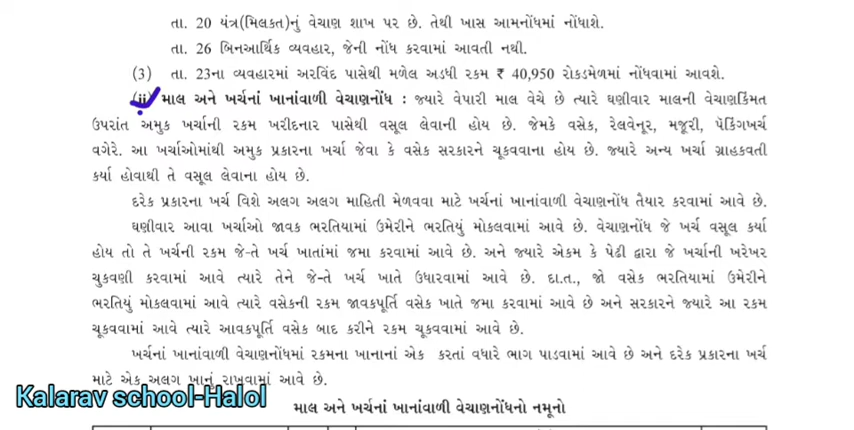 તા. 20 યંત્ર(મિલકત)નું વેચાણ શાખ પર છે. તેથી ખાસ આમનોંધમાં નોંધાશે.
તા. 26 બિનઆર્થિક વ્યવહાર, જેની નોંધ કરવામાં આવતી નથી.
(3) તા. 23ના વ્યવહારમાં અરવિંદ પાસેથી મળેલ અડધી રકમ ₹ 40,950 રોકડમેળમાં નોંધવામાં આવશે.
(ii) માલ અને ખર્ચનાં ખાનાંવાળી વેચાણનોંધ : જ્યારે વેપારી માલ વેચે છે ત્યારે ઘણીવાર માલની વેચાણકિંમત
ઉપરાંત અમુક ખર્ચાની રકમ ખરીદનાર પાસેથી વસૂલ લેવાની હોય છે. જેમકે વસેક, રેલવેનૂર, મજૂરી, પૅકિંગખર્ચ
વગેરે. આ ખર્ચાઓમાંથી અમુક પ્રકારના ખર્ચા જેવા કે વસેક સરકારને ચૂકવવાના હોય છે. જ્યારે અન્ય ખર્ચા ગ્રાહકવતી
કર્યા હોવાથી તે વસૂલ લેવાના હોય છે.
દરેક પ્રકારના ખર્ચ વિશે અલગ અલગ માહિતી મેળવવા માટે ખર્ચનાં ખાનાંવાળી વેચાણનોંધ તૈયાર કરવામાં આવે છે.
ઘણીવાર આવા ખર્ચાઓ જાવક ભરતિયામાં ઉમેરીને ભરતિયું મોકલવામાં આવે છે. વેચાણનોંધ જે ખર્ચ વસૂલ કર્યા
હોય તો તે ખર્ચની રકમ જે-તે ખર્ચ ખાતાંમાં જમા કરવામાં આવે છે. અને જ્યારે એકમ કે પેઢી દ્વારા જે ખર્ચાની ખરેખર
ચુકવણી કરવામાં આવે ત્યારે તેને જે-તે ખર્ચ ખાતે ઉધારવામાં આવે છે. દા.ત., જો વસેક ભરતિયામાં ઉમેરીને
ભરતિયું મોકલવામાં આવે ત્યારે વસેકની રકમ જાવકપૂર્તિ વસેક ખાતે જમા કરવામાં આવે છે અને સરકારને જ્યારે આ રકમ
ચૂકવવામાં આવે ત્યારે આવકપૂર્તિ વસેક બાદ કરીને રકમ ચૂકવવામાં આવે છે.
ખર્ચનાં ખાનાંવાળી વેચાણનોંધમાં રકમના ખાનાનાં એક કરતાં વધારે ભાગ પાડવામાં આવે છે અને દરેક પ્રકારના ખર્ચ
માટે એક અલગ ખાનું રાખવામાં આવે છે.
Kalarav school-Halol
માલ અને ખર્ચનાં ખાનાંવાળી વેચાણનોંધનો નમૂનો